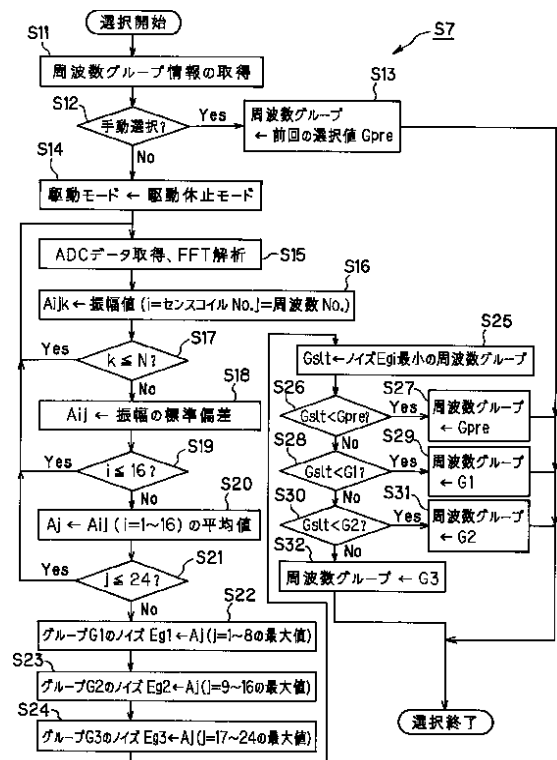 選択開始
S7
S11
周波数グループ情報の取得
S12
手動選択?
Yes
No
S13
周波数グループ
← 前回の選択値 Gpre
S14
駆動モード ← 駆動休止モード
ADCデータ取得、FFT解析
S15
S16
Aijk ← 振幅値 (i=センスコイル No.j=周波数 No.)
S17
k ≦ N?
Yes
No
S18
Aij ← 振幅の標準偏差
S19
i ≦ 16?
Yes
No
S20
Aj ← Aij (i=1~16) の平均値
S21
j ≦ 24?
Yes
No
S22
グループG1のノイズ Eg1 ← Aj (j=1~8の最大値)
S23
グループG2のノイズ Eg2 ← Aj (j=9~16の最大値)
S24
グループG3のノイズ Eg3 ← Aj (j=17~24の最大値)
S25
Gslt ← ノイズEgi最小の周波数グループ
S26
Gslt<Gpre?
Yes
No
S27
周波数グループ
← Gpre
S28
Gslt<G1?
Yes
No
S29
周波数グループ
← G1
S30
Gslt<G2?
Yes
No
S31
周波数グループ
← G2
S32
周波数グループ ← G3
選択終了